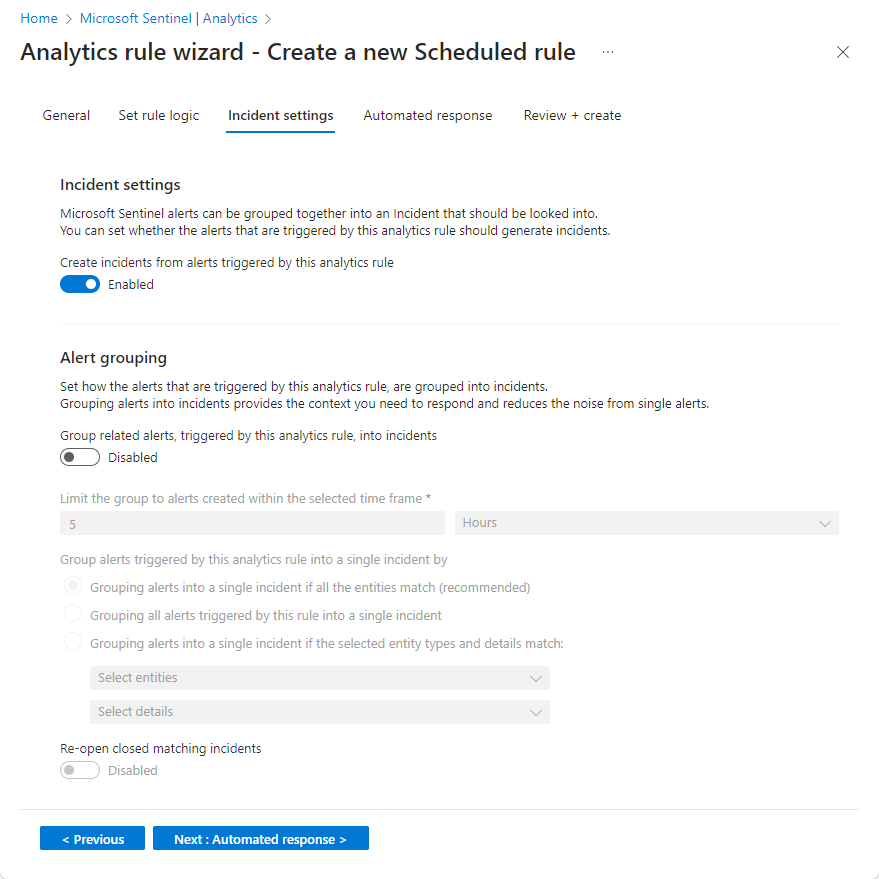 Home > Microsoft Sentinel | Analytics >
Analytics rule wizard - Create a new Scheduled rule ...
General Set rule logic Incident settings Automated response Review + create
Incident settings
Microsoft Sentinel alerts can be grouped together into an Incident that should be looked into.
You can set whether the alerts that are triggered by this analytics rule should generate incidents.
Create incidents from alerts triggered by this analytics rule
Enabled
Alert grouping
Set how the alerts that are triggered by this analytics rule, are grouped into incidents.
Grouping alerts into incidents provides the context you need to respond and reduces the noise from single alerts.
Group related alerts, triggered by this analytics rule, into incidents
Disabled
Limit the group to alerts created within the selected time frame *
5 Hours
Group alerts triggered by this analytics rule into a single incident by
Grouping alerts into a single incident if all the entities match (recommended)
Grouping all alerts triggered by this rule into a single incident
Grouping alerts into a single incident if the selected entity types and details match:
Select entities
Select details
Re-open closed matching incidents
Disabled
< Previous Next : Automated response >